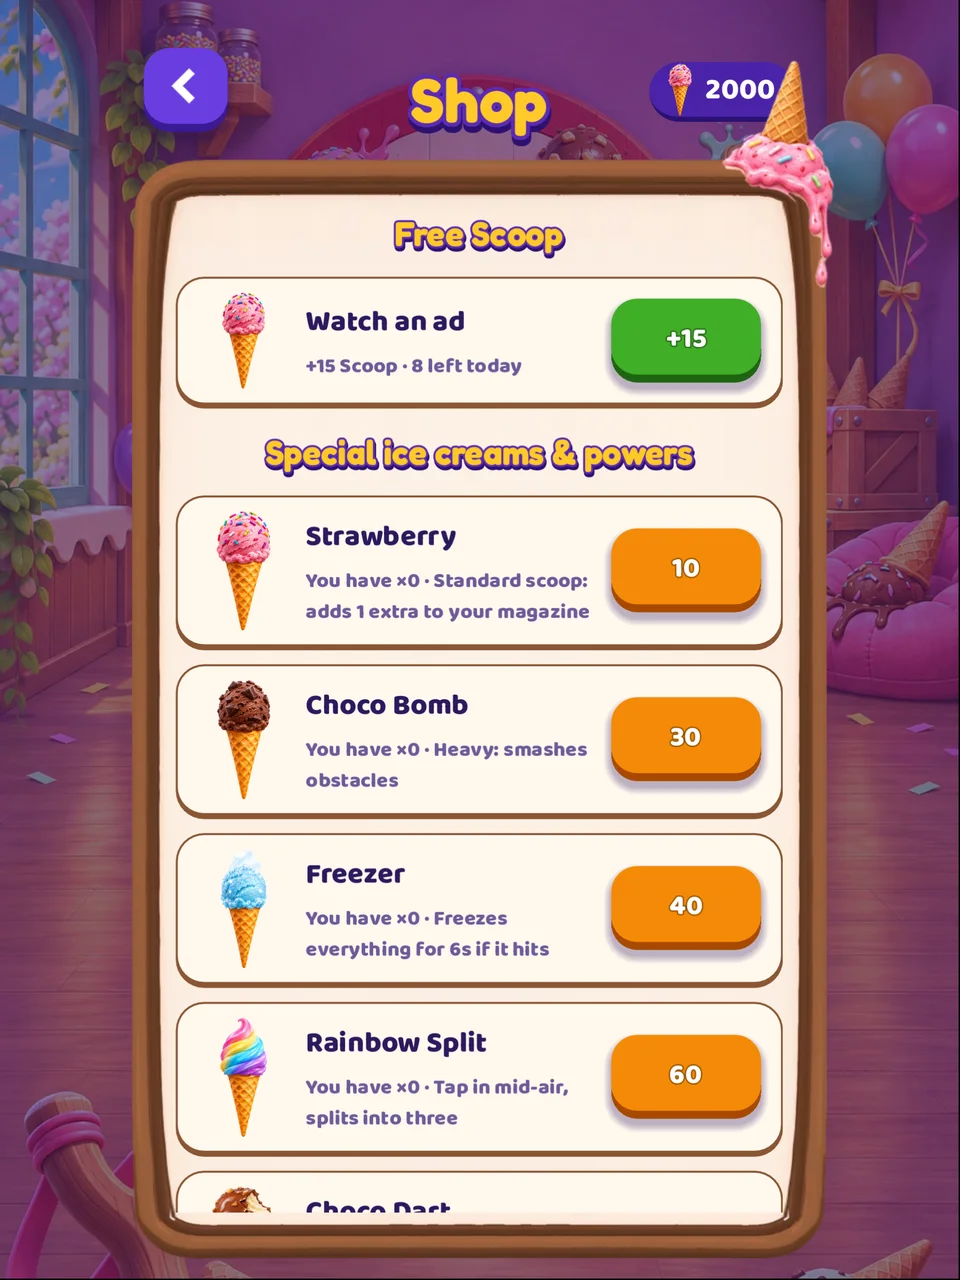 Shop
2000
Free Scoop
Watch an ad
+15 Scoop · 8 left today
+15
Special ice creams & powers
Strawberry
You have ×0 · Standard scoop:
adds 1 extra to your magazine
10
Choco Bomb
You have ×0 · Heavy: smashes
obstacles
30
Freezer
You have ×0 · Freezes
everything for 6s if it hits
40
Rainbow Split
You have ×0 · Tap in mid-air,
splits into three
60
Choco Dart